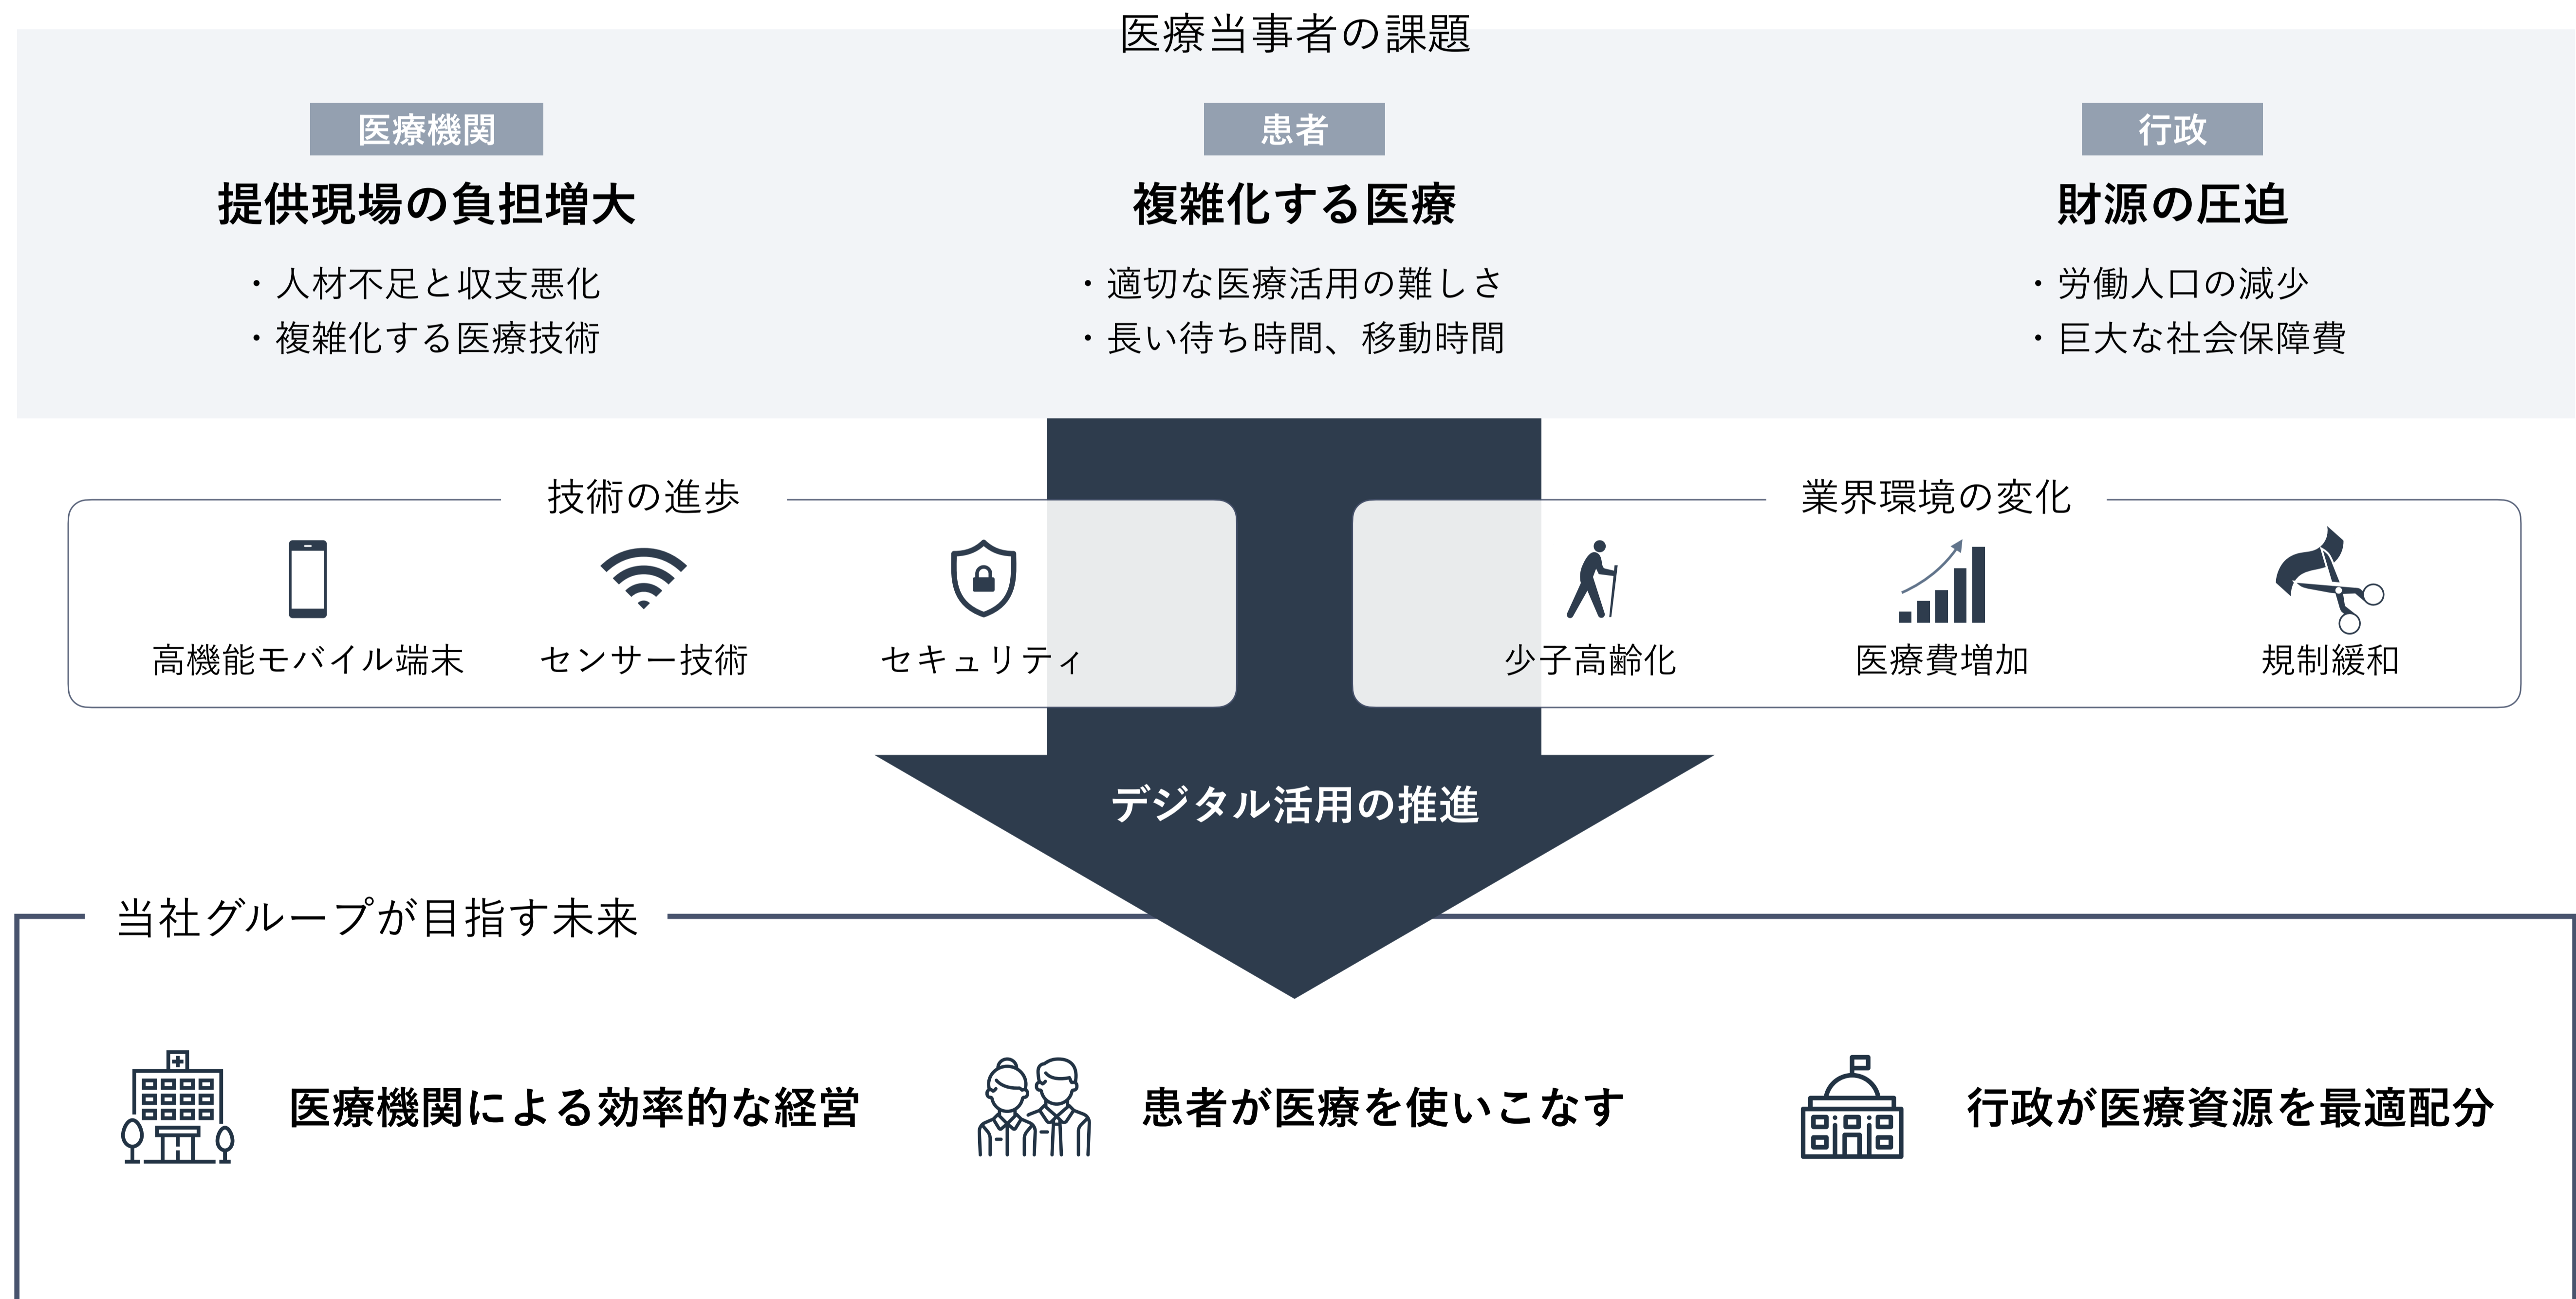 医療当事者の課題
医療機関
提供現場の負担増大
・人材不足と収支悪化
・複雑化する医療技術
患者
複雑化する医療
・適切な医療活用の難しさ
・長い待ち時間、移動時間
行政
財源の圧迫
・労働人口の減少
・巨大な社会保障費
技術の進歩
高機能モバイル端末
センサー技術
セキュリティ
業界環境の変化
少子高齢化
医療費増加
規制緩和
デジタル活用の推進
当社グループが目指す未来
医療機関による効率的な経営
患者が医療を使いこなす
行政が医療資源を最適配分